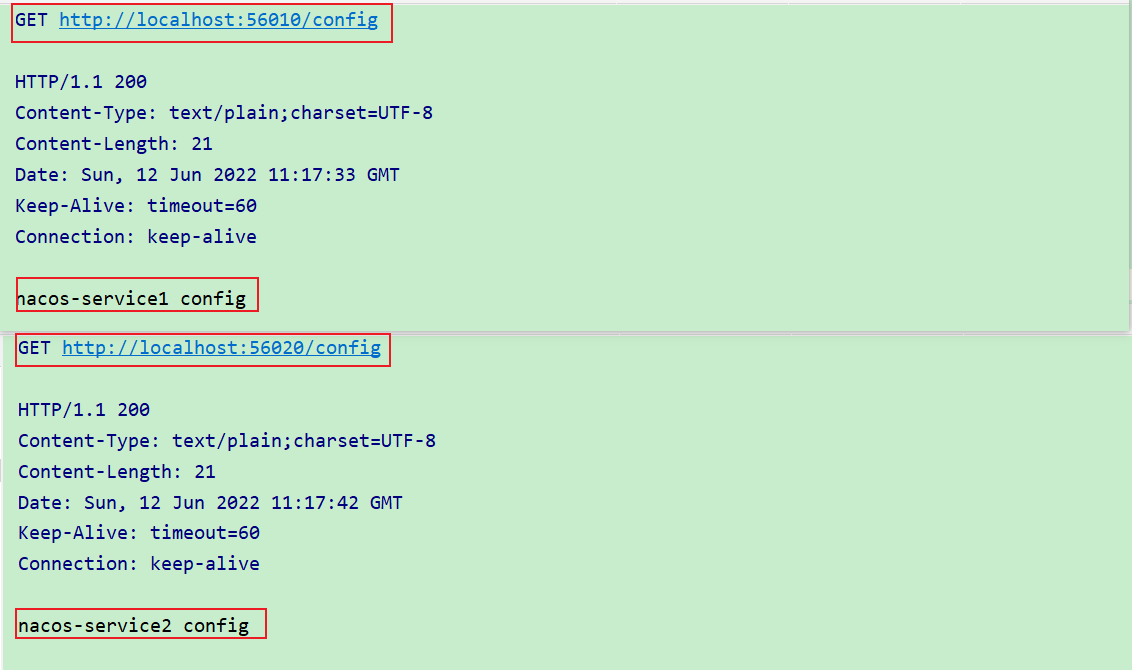 GET http://localhost:56010/config
HTTP/1.1 200
Content-Type: text/plain;charset=UTF-8
Content-Length: 21
Date: Sun, 12 Jun 2022 11:17:33 GMT
Keep-Alive: timeout=60
Connection: keep-alive
nacos-service1 config
GET http://localhost:56020/config
HTTP/1.1 200
Content-Type: text/plain;charset=UTF-8
Content-Length: 21
Date: Sun, 12 Jun 2022 11:17:42 GMT
Keep-Alive: timeout=60
Connection: keep-alive
nacos-service2 config